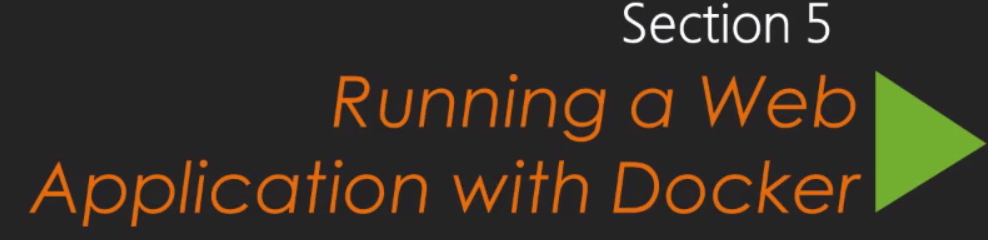 Section 5
Running a Web
Application with Docker